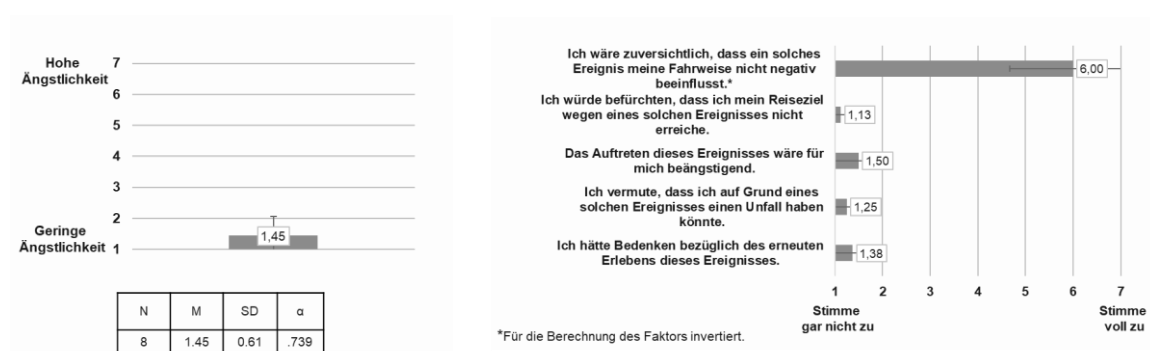 Hohe
Ängstlichkeit
7
6
5
4
3
2
Geringe
Ängstlichkeit
1
1,45
N M SD α
8 1.45 0.61 .739
Ich wäre zuversichtlich, dass ein solches
Ereignis meine Fahrweise nicht negativ
beeinflusst.*
6,00
Ich würde befürchten, dass ich mein Reiseziel
wegen eines solchen Ereignisses nicht
erreiche.
1,13
Das Auftreten dieses Ereignisses wäre für
mich beängstigend.
1,50
Ich vermute, dass ich auf Grund eines
solchen Ereignisses einen Unfall haben
könnte.
1,25
Ich hätte Bedenken bezüglich des erneuten
Erlebens dieses Ereignisses.
1,38
1 2 3 4 5 6 7
Stimme
gar nicht zu
Stimme
voll zu
*Für die Berechnung des Faktors invertiert.